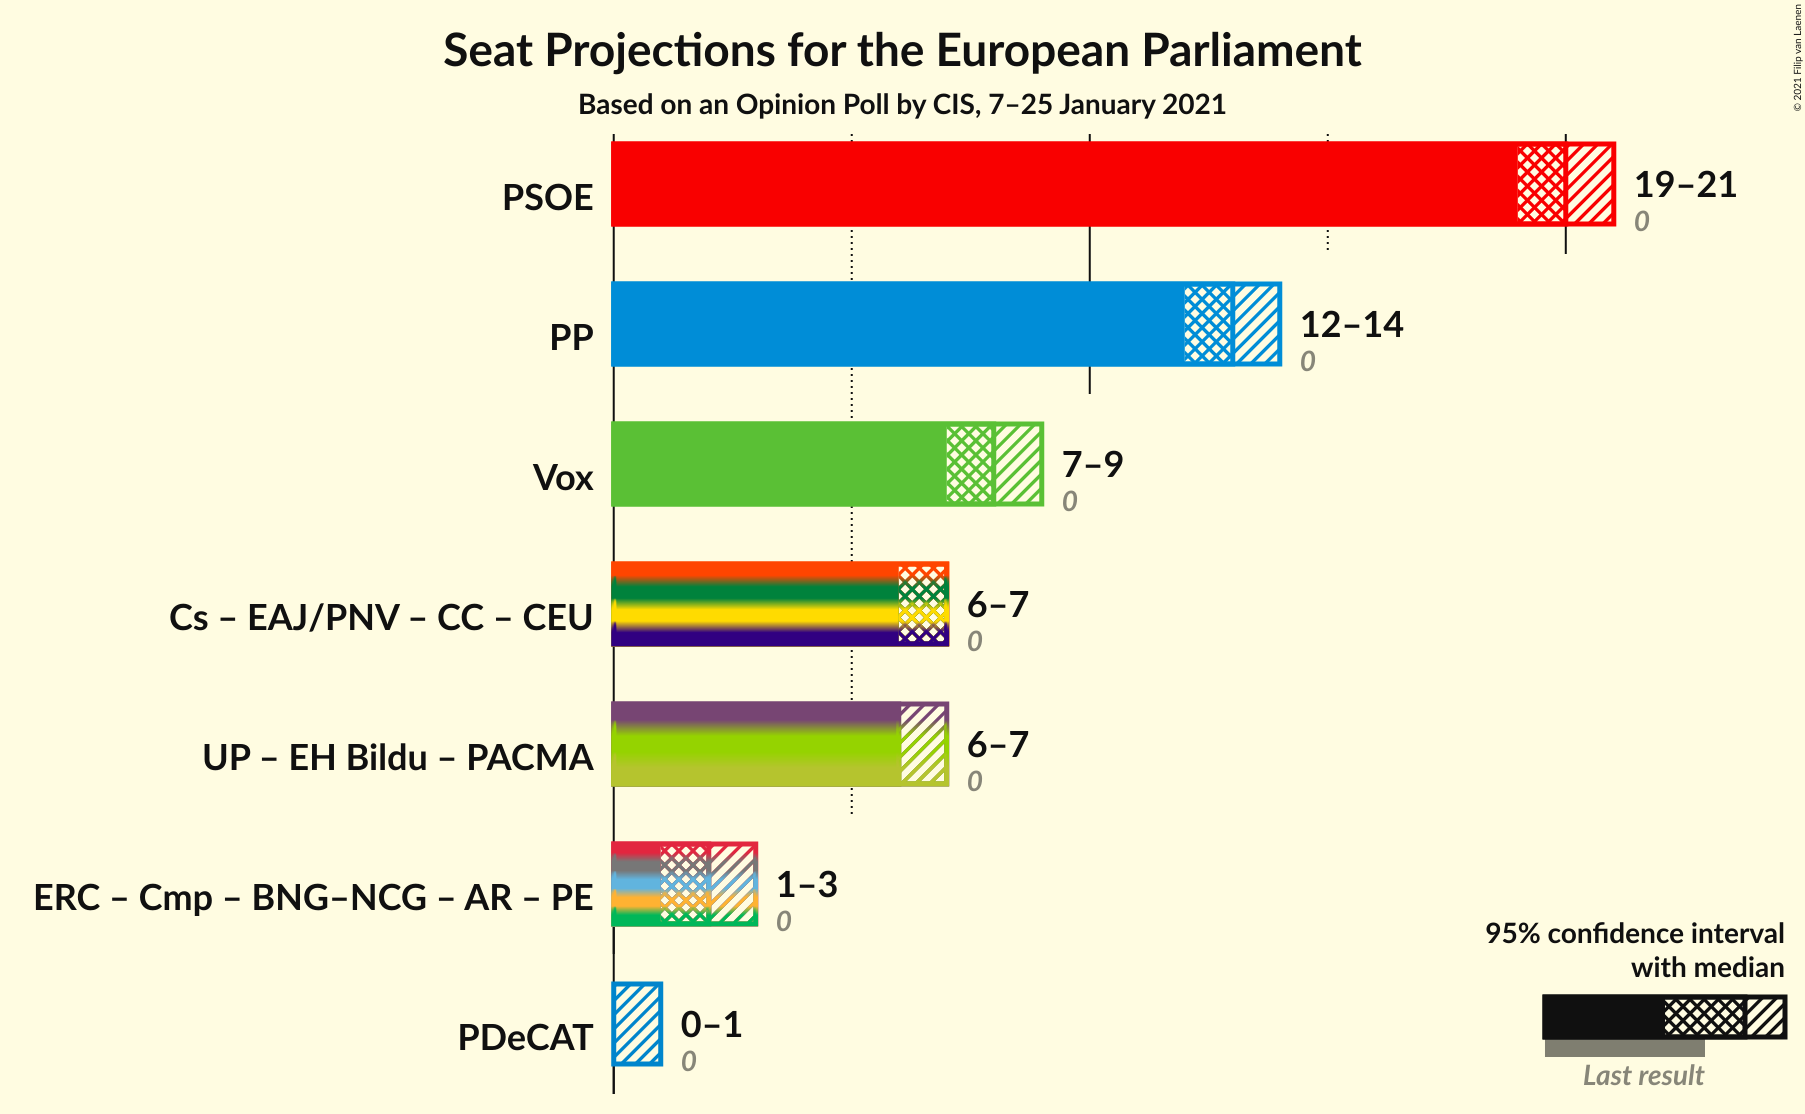 Seat Projections for the European Parliament
Based on an Opinion Poll by CIS, 7–25 January 2021
© 2021 Filip van Laenen
PSOE
19–21
0
PP
12–14
0
Vox
7–9
0
Cs – EAJ/PNV – CC – CEU
6–7
0
UP – EH Bildu – PACMA
6–7
0
ERC – Cmp – BNG–NCG – AR – PE
1–3
0
PDeCAT
0–1
0
95% confidence interval
with median
Last result